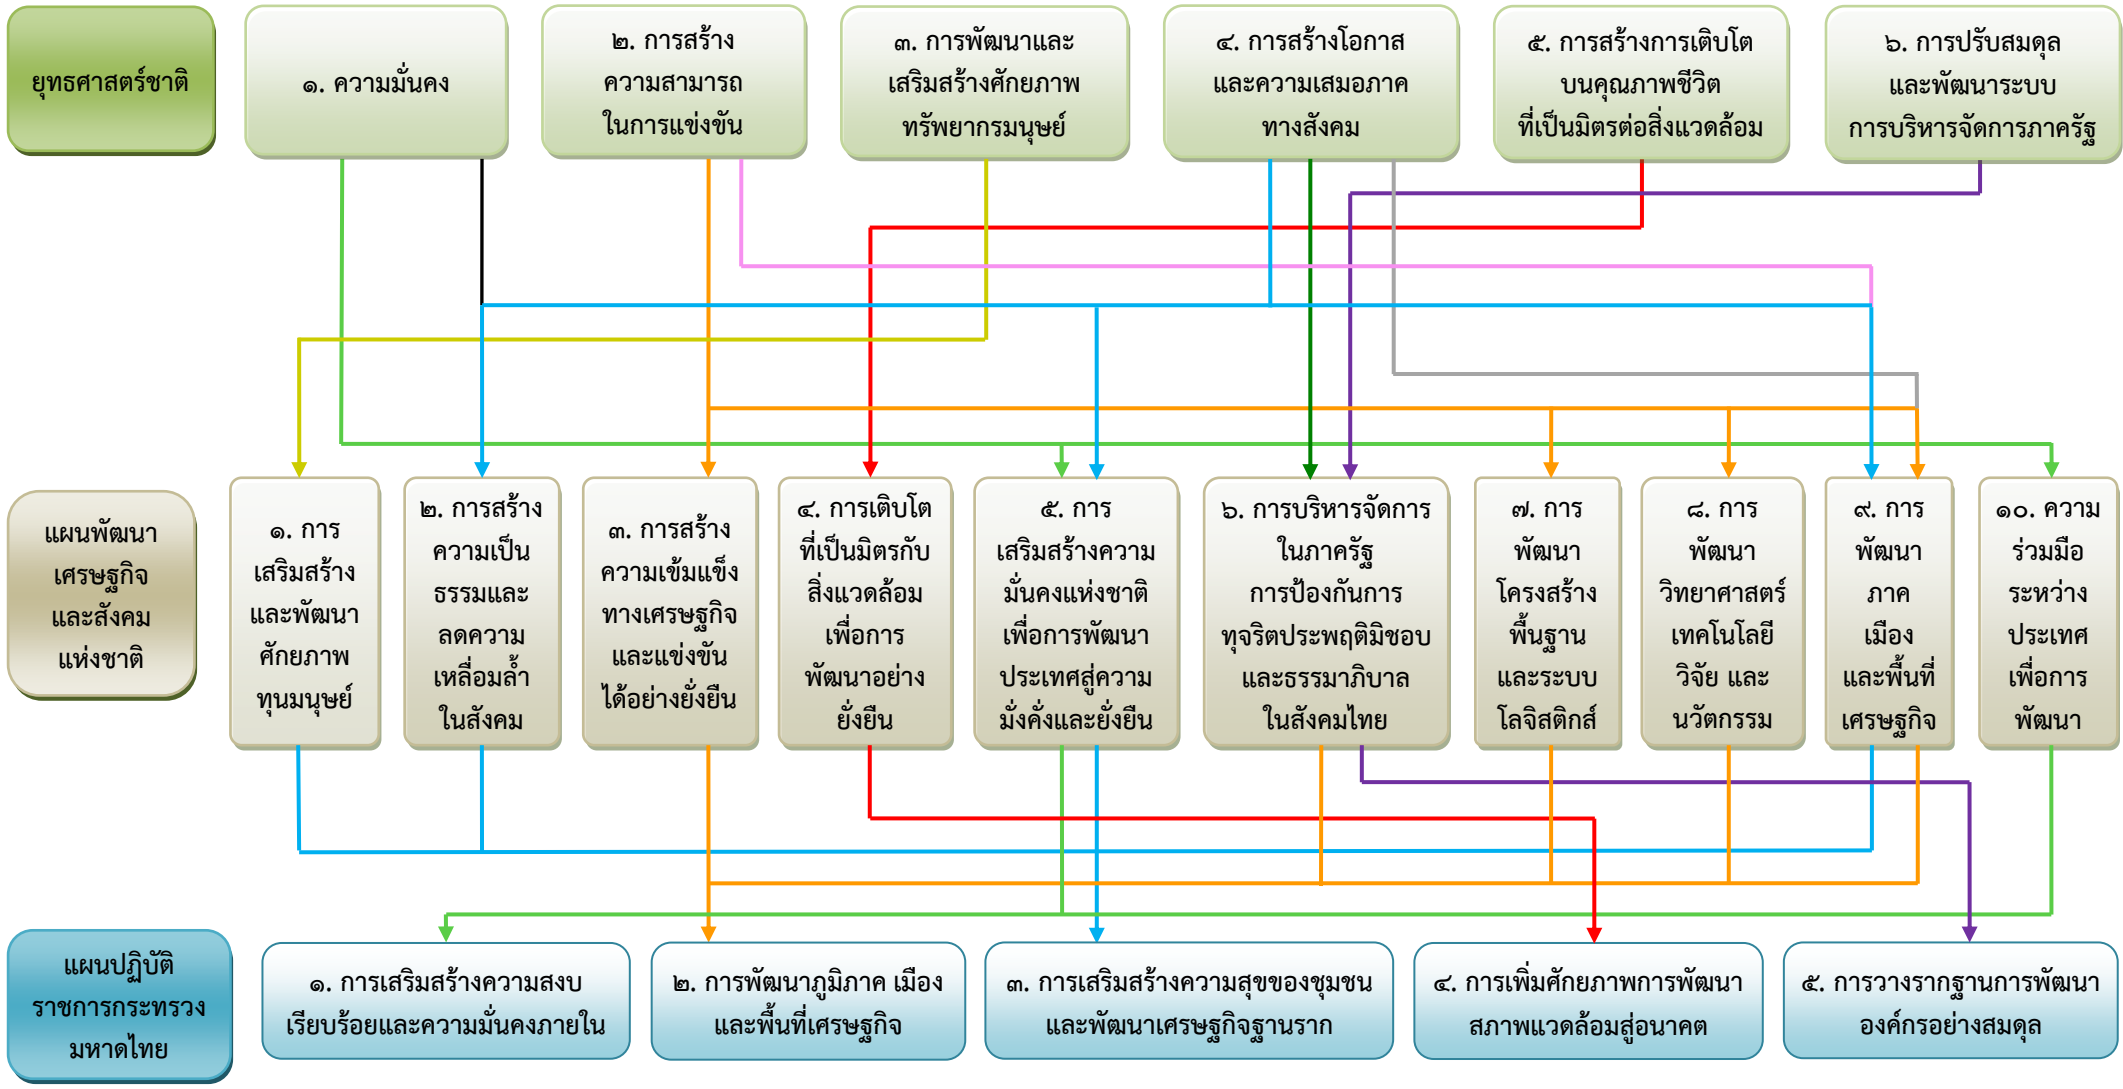 ยุทธศาสตร์ชาติ
๑. ความมั่นคง
๒. การสร้าง
ความสามารถ
ในการแข่งขัน
๓. การพัฒนาและ
เสริมสร้างศักยภาพ
ทรัพยากรมนุษย์
๔. การสร้างโอกาส
และความเสมอภาค
ทางสังคม
๕. การสร้างการเติบโต
บนคุณภาพชีวิต
ที่เป็นมิตรต่อสิ่งแวดล้อม
๖. การปรับสมดุล
และพัฒนาระบบ
การบริหารจัดการภาครัฐ
แผนพัฒนา
เศรษฐกิจ
และสังคม
แห่งชาติ
๑. การ
เสริมสร้าง
และพัฒนา
ศักยภาพ
ทุนมนุษย์
๒. การสร้าง
ความเป็น
ธรรมและ
ลดความ
เหลื่อมล้ำ
ในสังคม
๓. การสร้าง
ความเข้มแข็ง
ทางเศรษฐกิจ
และแข่งขัน
ได้อย่างยั่งยืน
๔. การเติบโต
ที่เป็นมิตรกับ
สิ่งแวดล้อม
เพื่อการ
พัฒนาอย่าง
ยั่งยืน
๕. การ
เสริมสร้างความ
มั่นคงแห่งชาติ
เพื่อการพัฒนา
ประเทศสู่ความ
มั่งคั่งและยั่งยืน
๖. การบริหารจัดการ
ในภาครัฐ
การป้องกันการ
ทุจริตประพฤติมิชอบ
และธรรมาภิบาล
ในสังคมไทย
๗. การ
พัฒนา
โครงสร้าง
พื้นฐาน
และระบบ
โลจิสติกส์
๘. การ
พัฒนา
วิทยาศาสตร์
เทคโนโลยี
วิจัย และ
นวัตกรรม
๙. การ
พัฒนา
ภาค
เมือง
และพื้นที่
เศรษฐกิจ
๑๐. ความ
ร่วมมือ
ระหว่าง
ประเทศ
เพื่อการ
พัฒนา
แผนปฏิบัติ
ราชการกระทรวง
มหาดไทย
๑. การเสริมสร้างความสงบ
เรียบร้อยและความมั่นคงภายใน
๒. การพัฒนาภูมิภาค เมือง
และพื้นที่เศรษฐกิจ
๓. การเสริมสร้างความสุขของชุมชน
และพัฒนาเศรษฐกิจฐานราก
๔. การเพิ่มศักยภาพการพัฒนา
สภาพแวดล้อมสู่อนาคต
๕. การวางรากฐานการพัฒนา
องค์กรอย่างสมดุล